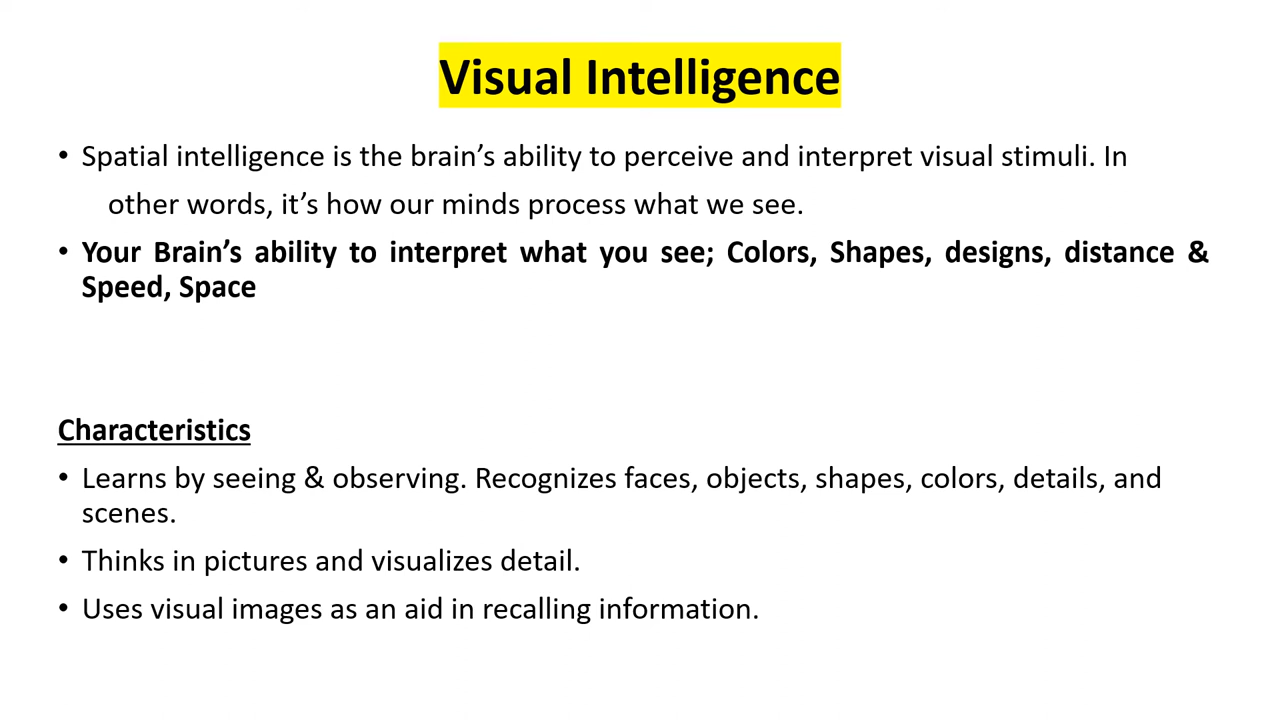 Visual Intelligence
• Spatial intelligence is the brain’s ability to perceive and interpret visual stimuli. In
other words, it’s how our minds process what we see.
• Your Brain’s ability to interpret what you see; Colors, Shapes, designs, distance &
Speed, Space
Characteristics
• Learns by seeing & observing. Recognizes faces, objects, shapes, colors, details, and
scenes.
• Thinks in pictures and visualizes detail.
• Uses visual images as an aid in recalling information.